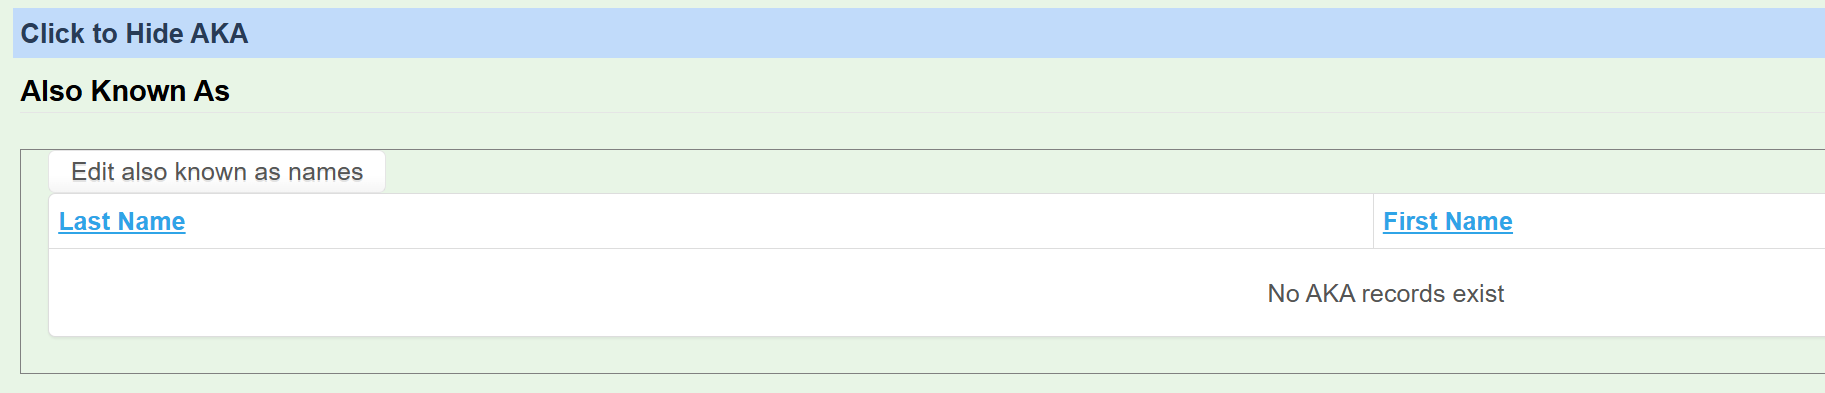 Click to Hide AKA
Also Known As
Edit also known as names
Last Name First Name
No AKA records exist